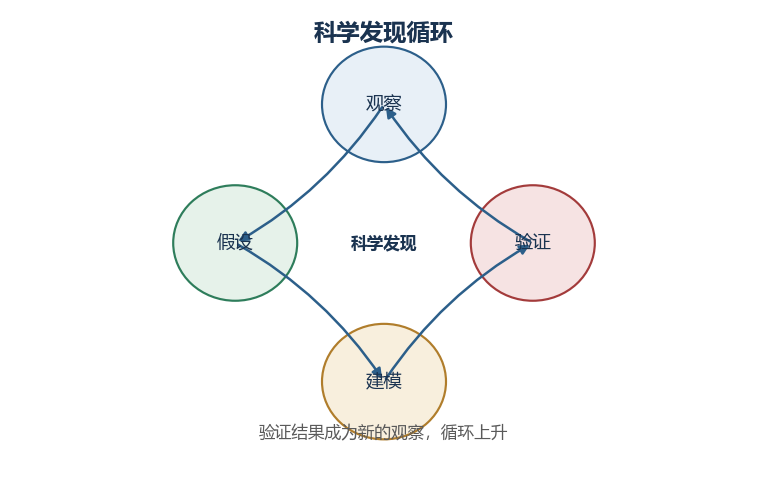 科学发现循环
观察
假设
科学发现
验证
建模
验证结果成为新的观察，循环上升